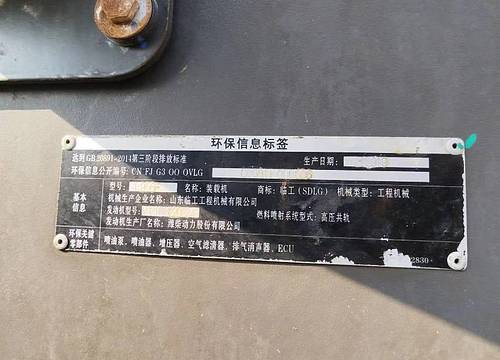 环保信息标签
达到GB 20891-2014第三阶段排放标准 生产日期:
环保信息公开编号: CN FJ G3 OO OVLG
基本信息
型号: 名称: 装载机 商标: 临工(SDLG) 机械类型: 工程机械
机械生产企业名称: 山东临工工程机械有限公司
发动机型号: 燃料喷射系统型式: 高压共轨
发动机生产厂名称: 潍柴动力股份有限公司
环保关键零部件
喷油泵、喷油器、增压器、空气滤清器、排气消声器、ECU
2830